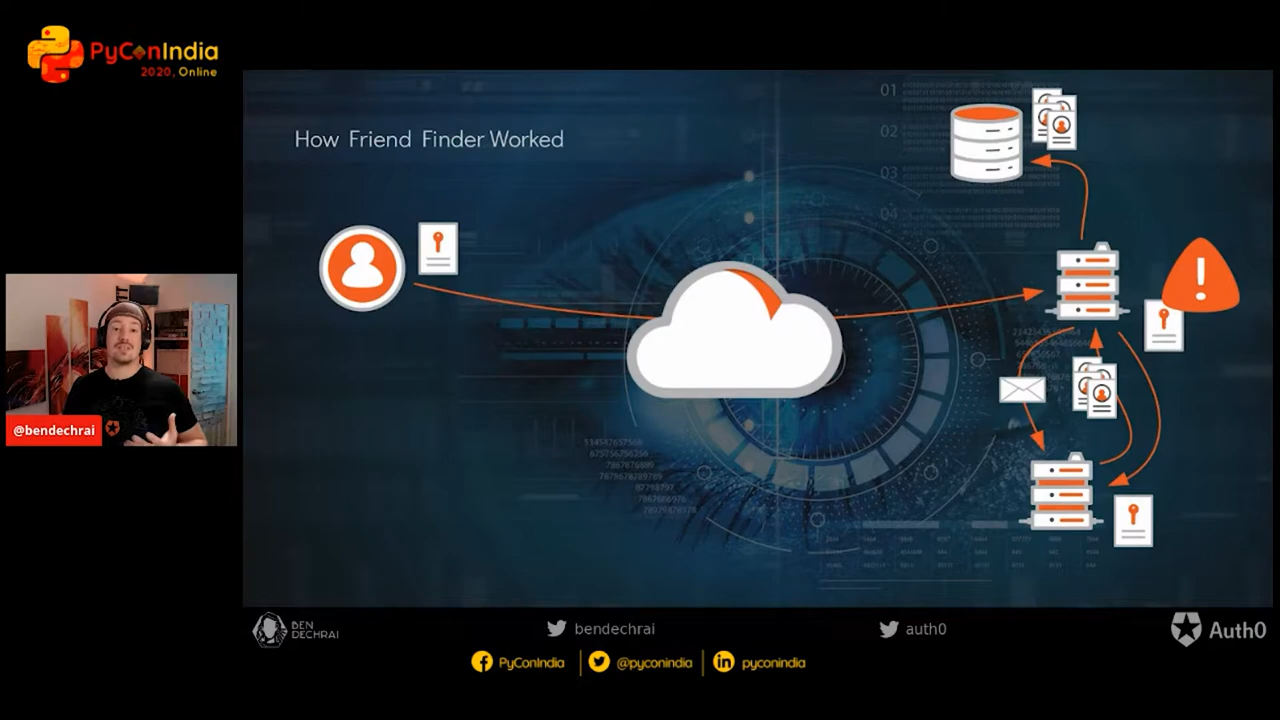 PyConIndia
2020, Online
How Friend Finder Worked
01
02
03
04
@bendechrai
BEN
DECHRAI
bendechrai
auth0
Auth0
PyConIndia
@pyconindia
pyconindia